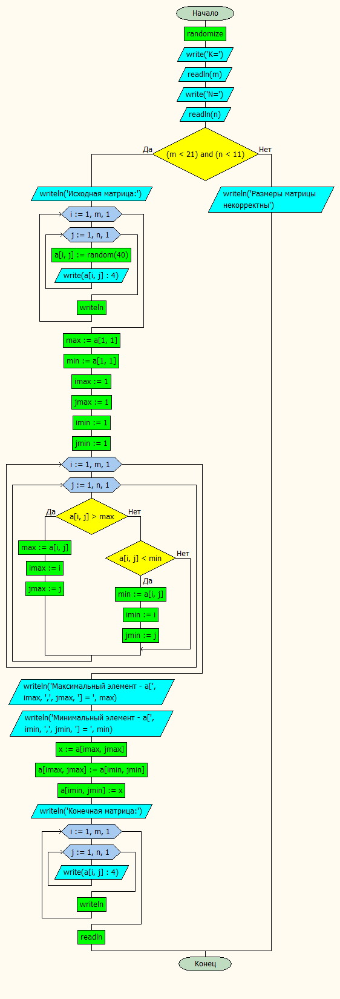 Начало
randomize
write('K=')
readln(m)
write('N=')
readln(n)
Да
(m < 21) and (n < 11)
Нет
writeln('Исходная матрица:')
writeln('Размеры матрицы
некорректны')
i := 1, m, 1
j := 1, n, 1
a[i, j] := random(40)
write(a[i, j] : 4)
writeln
max := a[1, 1]
min := a[1, 1]
imax := 1
jmax := 1
imin := 1
jmin := 1
i := 1, m, 1
j := 1, n, 1
Да
a[i, j] > max
Нет
max := a[i, j]
imax := i
jmax := j
a[i, j] < min
Нет
Да
min := a[i, j]
imin := i
jmin := j
writeln('Максимальный элемент - a[',
imax, ',', jmax, '] = ', max)
writeln('Минимальный элемент - a[',
imin, ',', jmin, '] = ', min)
x := a[imax, jmax]
a[imax, jmax] := a[imin, jmin]
a[imin, jmin] := x
writeln('Конечная матрица:')
i := 1, m, 1
j := 1, n, 1
write(a[i, j] : 4)
writeln
readln
Конец